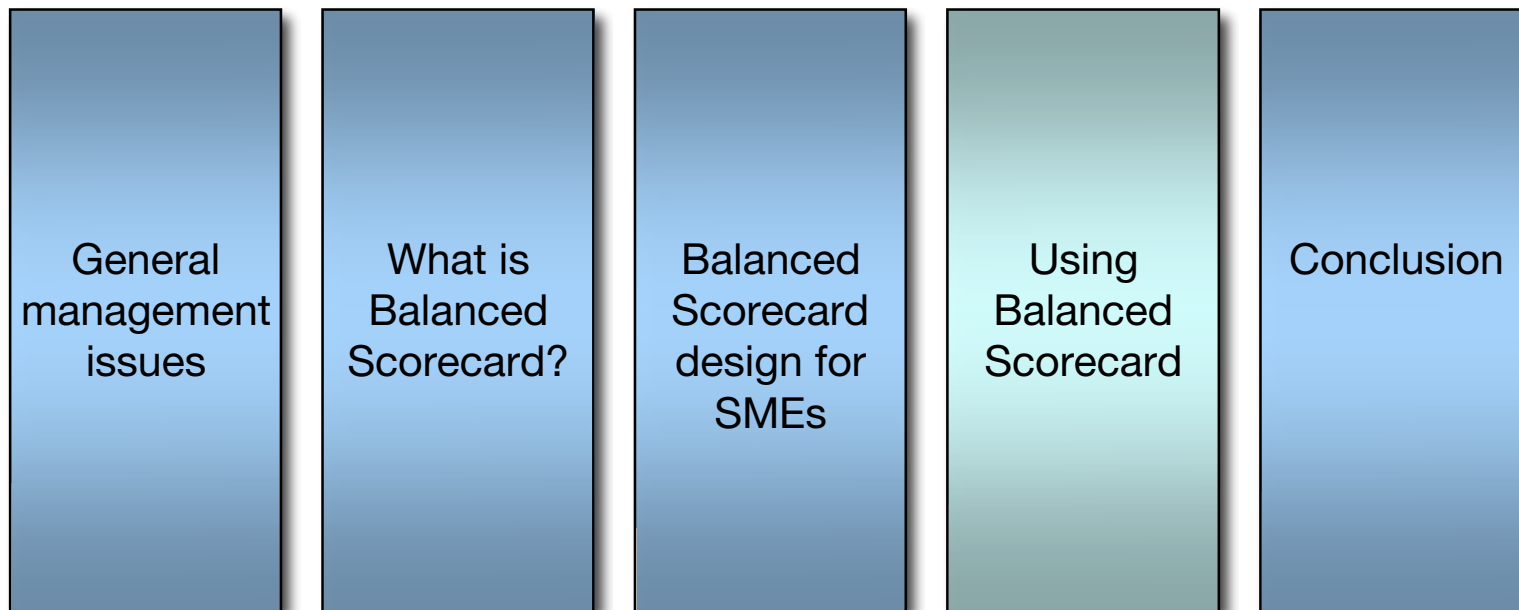 General
management
issues
What is
Balanced
Scorecard?
Balanced
Scorecard
design for
SMEs
Using
Balanced
Scorecard
Conclusion